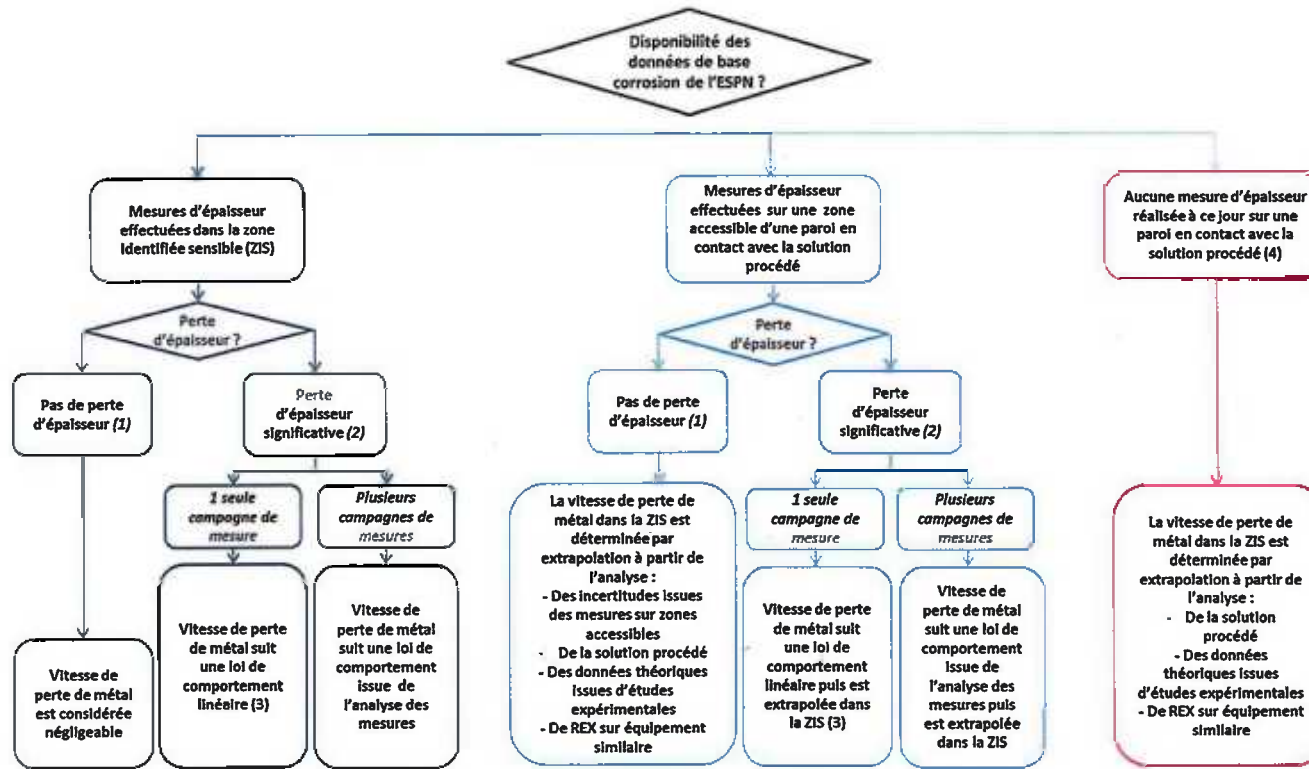 Disponibilité des
données de base
corrosion de l'ESPN ?
Mesures d'épaisseur
effectuées dans la zone
identifiée sensible (ZIS)
Perte
d'épaisseur ?
Pas de perte
d'épaisseur (1)
Perte
d'épaisseur
significative (2)
1 seule
campagne de
mesure
Plusieurs
campagnes de
mesures
Vitesse de
perte de métal
est considérée
négligeable
Vitesse de perte
de métal suit
une loi de
comportement
linéaire (3)
Vitesse de
perte de métal
suit une loi de
comportement
issue de
l'analyse des
mesures
Mesures d'épaisseur
effectuées sur une zone
accessible d'une paroi en
contact avec la solution
procédé
Perte
d'épaisseur ?
Pas de perte
d'épaisseur (1)
Perte
d'épaisseur
significative (2)
La vitesse de perte de
métal dans la ZIS est
déterminée par
extrapolation à partir de
l'analyse :
- Des incertitudes issues
des mesures sur zones
accessibles
- De la solution
procédé
- Des données théoriques
issues d'études
expérimentales
- De REX sur équipement
similaire
1 seule
campagne de
mesure
Plusieurs
campagnes de
mesures
Vitesse de perte
de métal suit
une loi de
comportement
linéaire puis est
extrapolée dans
la ZIS (3)
Vitesse de
perte de métal
suit une loi de
comportement
issue de
l'analyse des
mesures puis
est extrapolée
dans la ZIS
Aucune mesure d'épaisseur
réalisée à ce jour sur une
paroi en contact avec la
solution procédé (4)
La vitesse de perte de
métal dans la ZIS est
déterminée par
extrapolation à partir de
l'analyse :
- De la solution
procédé
- Des données
théoriques issues
d'études expérimentales
- De REX sur équipement
similaire